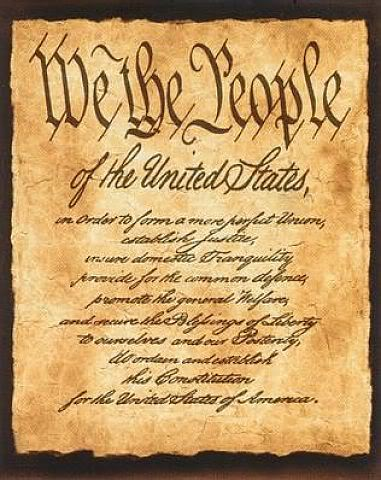 We the People
of the United States,
in Order to form a more perfect Union,
establish Justice,
insure domestic Tranquility
provide for the common defence,
promote the general Welfare,
and secure the Blessings of Liberty
to ourselves and our Posterity,
do ordain and establish
this Constitution
for the United States of America.